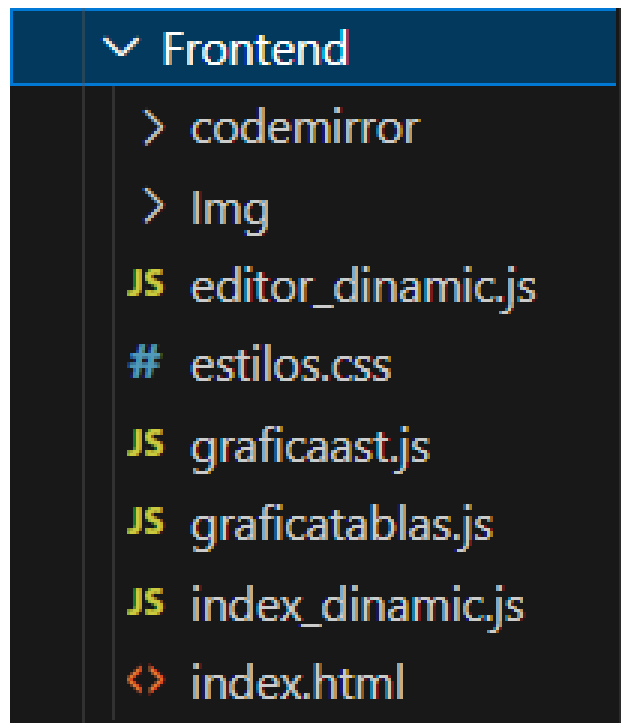 Frontend
codemirror
Img
JS editor_dinamic.js
# estilos.css
JS graficaast.js
JS graficatablas.js
JS index_dinamic.js
<> index.html